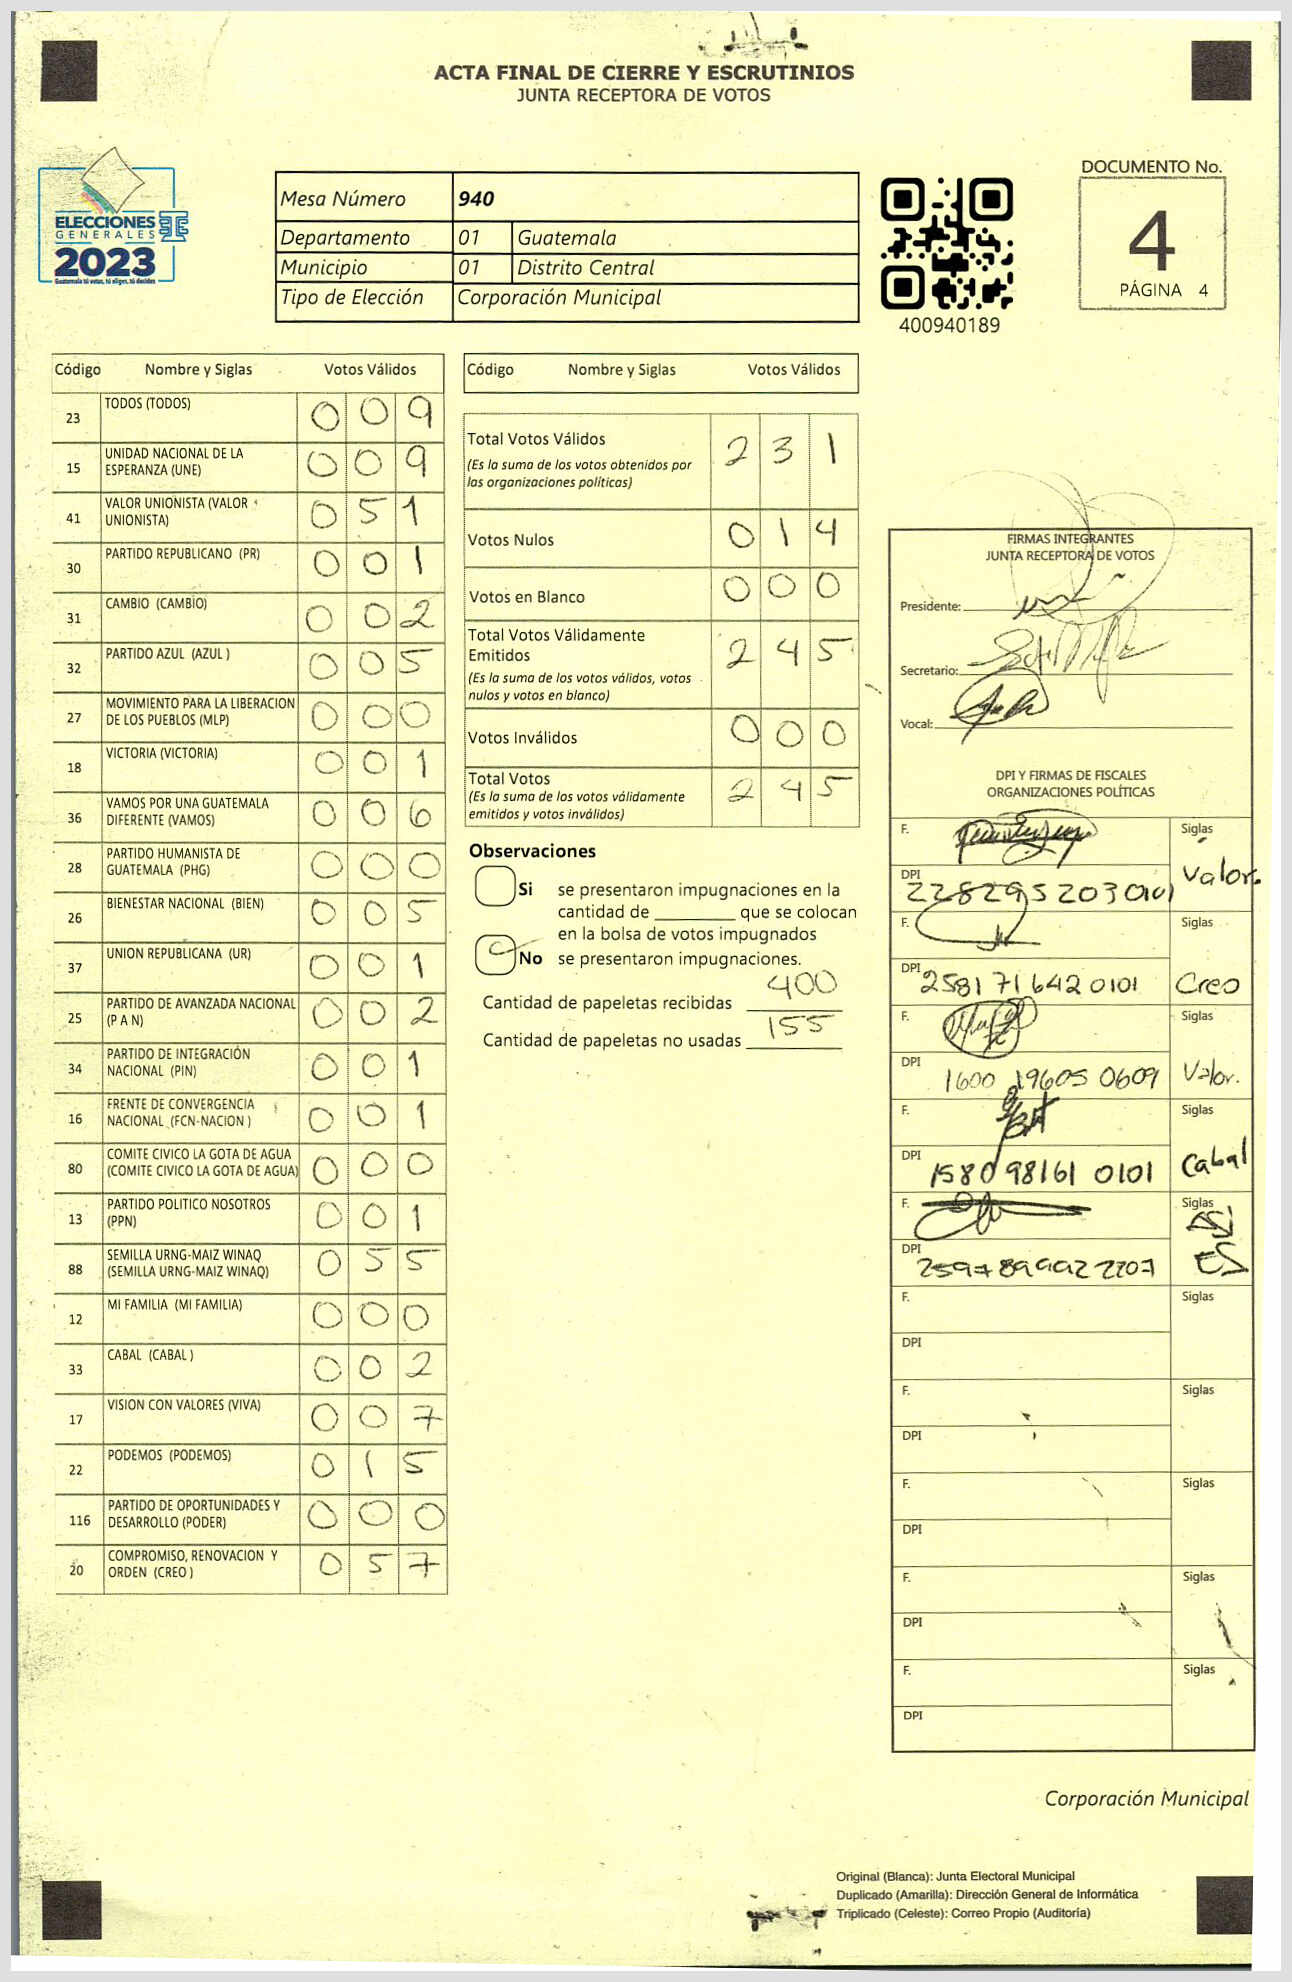 ACTA FINAL DE CIERRE Y ESCRUTINIOS
JUNTA RECEPTORA DE VOTOS
ELECCIONES
GENERALES
2023
Guatemala tú votas, tú eliges, tú decides
Mesa Número 940
Departamento 01 Guatemala
Municipio 01 Distrito Central
Tipo de Elección Corporación Municipal
400940189
DOCUMENTO No.
4
PÁGINA 4
Código Nombre y Siglas Votos Válidos
23 TODOS (TODOS) 0 0 9
15 UNIDAD NACIONAL DE LA ESPERANZA (UNE) 0 0 9
41 VALOR UNIONISTA (VALOR UNIONISTA) 0 5 1
30 PARTIDO REPUBLICANO (PR) 0 0 1
31 CAMBIO (CAMBIO) 0 0 2
32 PARTIDO AZUL (AZUL ) 0 0 5
27 MOVIMIENTO PARA LA LIBERACION DE LOS PUEBLOS (MLP) 0 0 0
18 VICTORIA (VICTORIA) 0 0 1
36 VAMOS POR UNA GUATEMALA DIFERENTE (VAMOS) 0 0 6
28 PARTIDO HUMANISTA DE GUATEMALA (PHG) 0 0 0
26 BIENESTAR NACIONAL (BIEN) 0 0 5
37 UNION REPUBLICANA (UR) 0 0 1
25 PARTIDO DE AVANZADA NACIONAL (P A N) 0 0 2
34 PARTIDO DE INTEGRACIÓN NACIONAL (PIN) 0 0 1
16 FRENTE DE CONVERGENCIA NACIONAL (FCN-NACION ) 0 0 1
80 COMITE CIVICO LA GOTA DE AGUA (COMITE CIVICO LA GOTA DE AGUA) 0 0 0
13 PARTIDO POLITICO NOSOTROS (PPN) 0 0 1
88 SEMILLA URNG-MAIZ WINAQ (SEMILLA URNG-MAIZ WINAQ) 0 5 5
12 MI FAMILIA (MI FAMILIA) 0 0 0
33 CABAL (CABAL ) 0 0 2
17 VISION CON VALORES (VIVA) 0 0 7
22 PODEMOS (PODEMOS) 0 1 5
116 PARTIDO DE OPORTUNIDADES Y DESARROLLO (PODER) 0 0 0
20 COMPROMISO, RENOVACION Y ORDEN (CREO ) 0 5 7
Código Nombre y Siglas Votos Válidos
Total Votos Válidos 2 3 1
(Es la suma de los votos obtenidos por
las organizaciones políticas)
Votos Nulos 0 1 4
Votos en Blanco 0 0 0
Total Votos Válidamente
Emitidos 2 4 5
(Es la suma de los votos válidos, votos
nulos y votos en blanco)
Votos Inválidos 0 0 0
Total Votos 2 4 5
(Es la suma de los votos válidamente
emitidos y votos inválidos)
Observaciones
Si se presentaron impugnaciones en la
cantidad de ________ que se colocan
en la bolsa de votos impugnados
No se presentaron impugnaciones.
Cantidad de papeletas recibidas 400
Cantidad de papeletas no usadas 155
FIRMAS INTEGRANTES
JUNTA RECEPTORA DE VOTOS
Presidente:
Secretario:
Vocal:
DPI Y FIRMAS DE FISCALES
ORGANIZACIONES POLÍTICAS
F. Siglas
DPI 2282952030101 Valor.
F. Siglas
DPI 2581 71642 0101 Creo
F. Siglas
DPI 1600 19605 0609 Valor.
F. Siglas
DPI 1580 98161 0101 Cabal
F. Siglas
DPI
F. Siglas
DPI
F. Siglas
DPI
F. Siglas
DPI
F. Siglas
DPI
F. Siglas
DPI
Corporación Municipal
Original (Blanca): Junta Electoral Municipal
Duplicado (Amarilla): Dirección General de Informática
Triplicado (Celeste): Correo Propio (Auditoría)